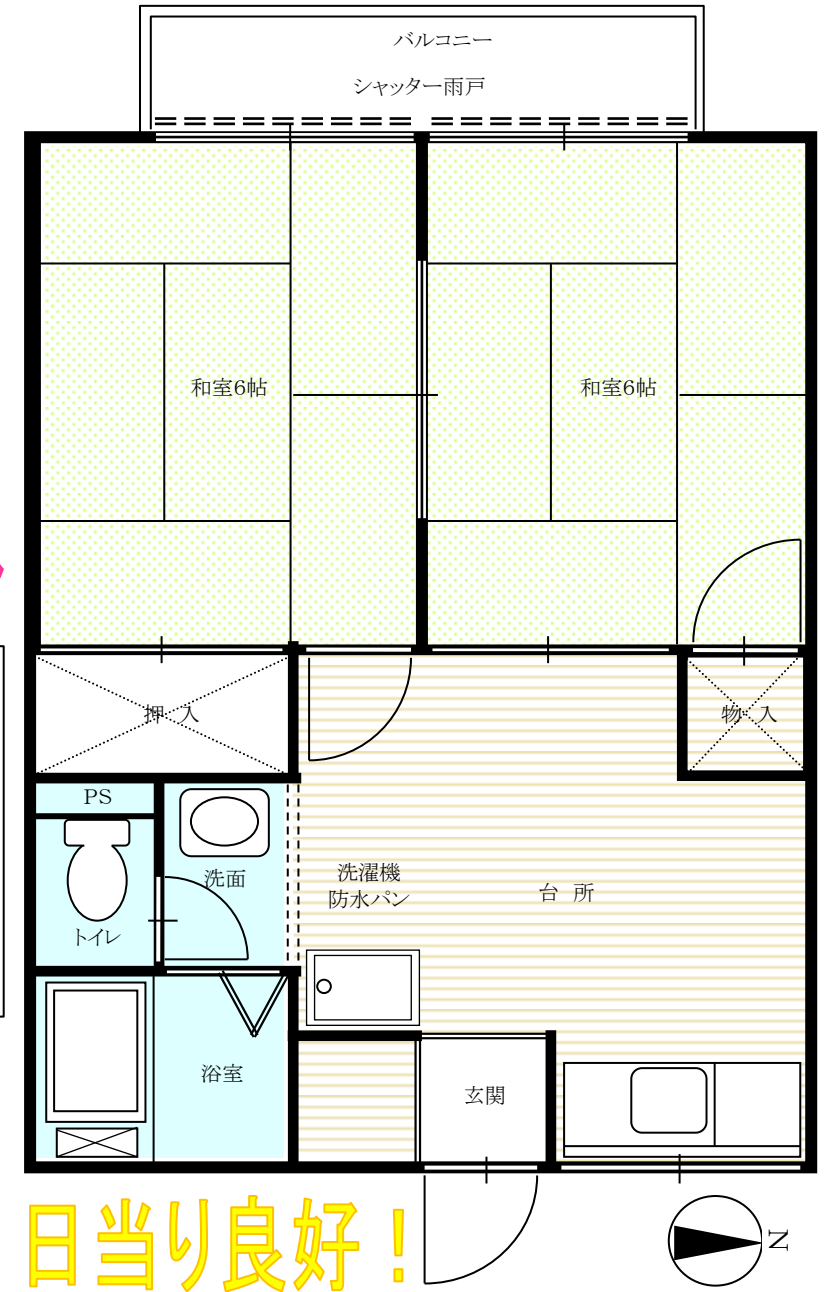 バルコニー
シャッター雨戸
和室6帖
和室6帖
押 入
物 入
PS
洗面
洗濯機
防水パン
台 所
トイレ
浴室
玄関
日当り良好！
N